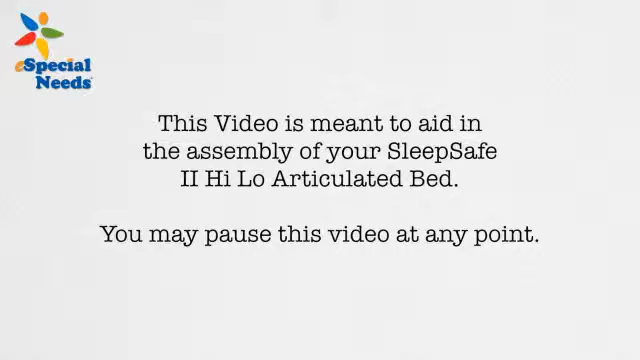 eSpecial
Needs
This Video is meant to aid in
the assembly of your SleepSafe
II Hi Lo Articulated Bed.
You may pause this video at any point.